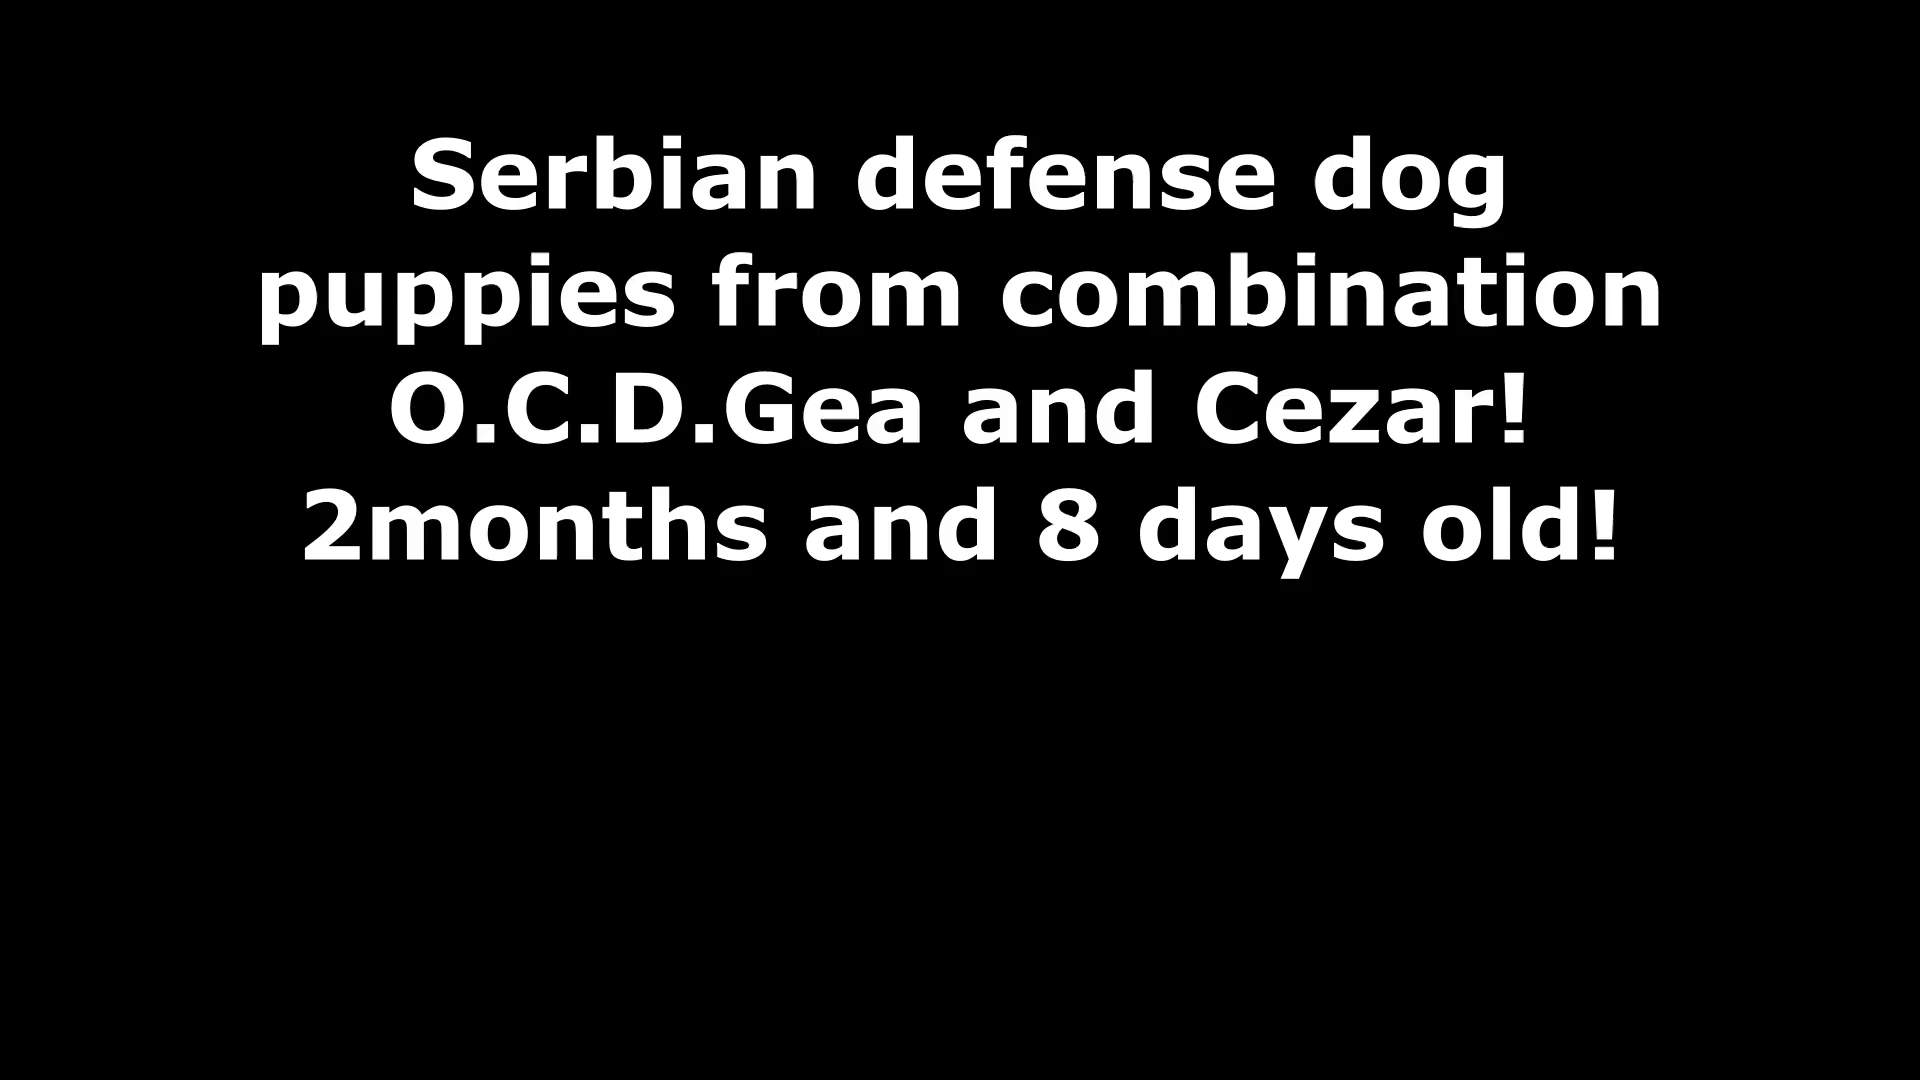 Serbian defense dog
puppies from combination
O.C.D.Gea and Cezar!
2months and 8 days old!